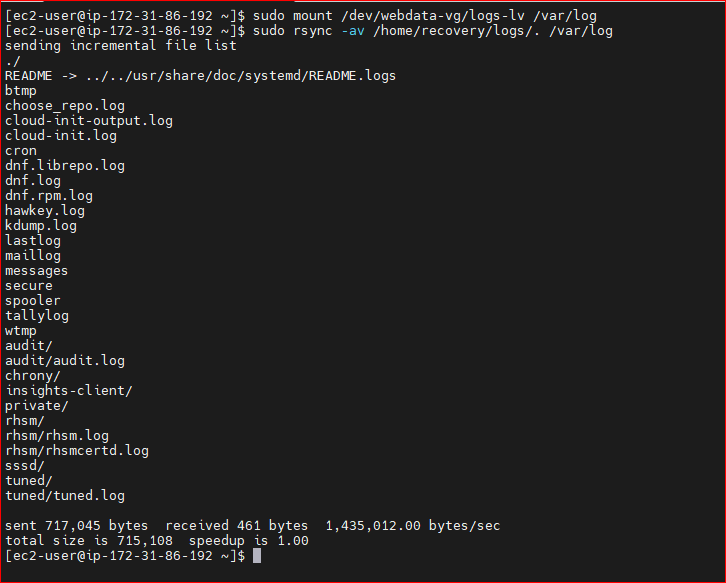 [ec2-user@ip-172-31-86-192 ~]$ sudo mount /dev/webdata-vg/logs-lv /var/log
[ec2-user@ip-172-31-86-192 ~]$ sudo rsync -av /home/recovery/logs/. /var/log
sending incremental file list
./
README -> ../../usr/share/doc/systemd/README.logs
btmp
choose_repo.log
cloud-init-output.log
cloud-init.log
cron
dnf.librepo.log
dnf.log
dnf.rpm.log
hawkey.log
kdump.log
lastlog
maillog
messages
secure
spooler
tallylog
wtmp
audit/
audit/audit.log
chrony/
insights-client/
private/
rhsm/
rhsm/rhsm.log
rhsm/rhsmcertd.log
sssd/
tuned/
tuned/tuned.log
sent 717,045 bytes  received 461 bytes  1,435,012.00 bytes/sec
total size is 715,108  speedup is 1.00
[ec2-user@ip-172-31-86-192 ~]$